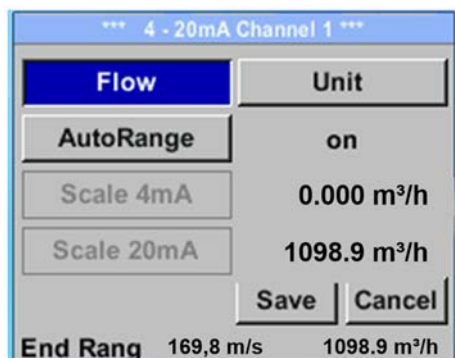 *** 4 - 20mA Channel 1 ***
Flow Unit
AutoRange on
Scale 4mA 0.000 m³/h
Scale 20mA 1098.9 m³/h
Save Cancel
End Rang 169,8 m/s 1098.9 m³/h